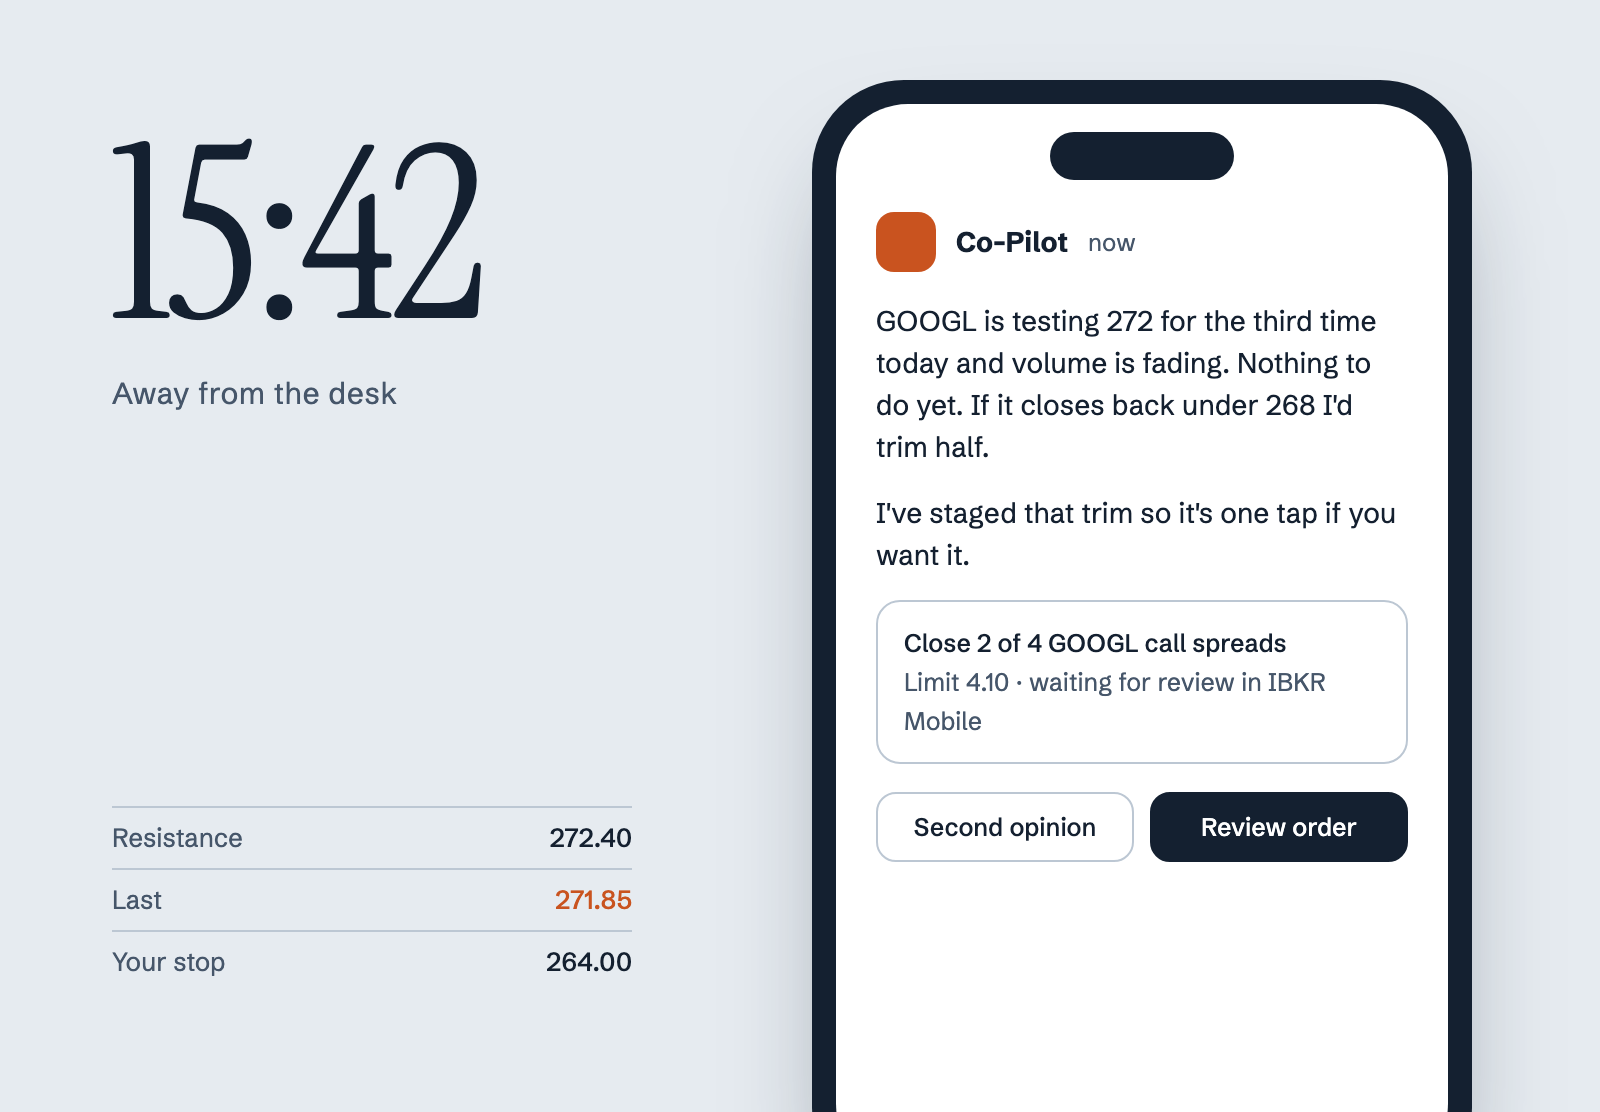 15:42
Away from the desk
Resistance 272.40
Last 271.85
Your stop 264.00
Co-Pilot now
GOOGL is testing 272 for the third time
today and volume is fading. Nothing to
do yet. If it closes back under 268 I'd
trim half.
I've staged that trim so it's one tap if you
want it.
Close 2 of 4 GOOGL call spreads
Limit 4.10 · waiting for review in IBKR
Mobile
Second opinion
Review order